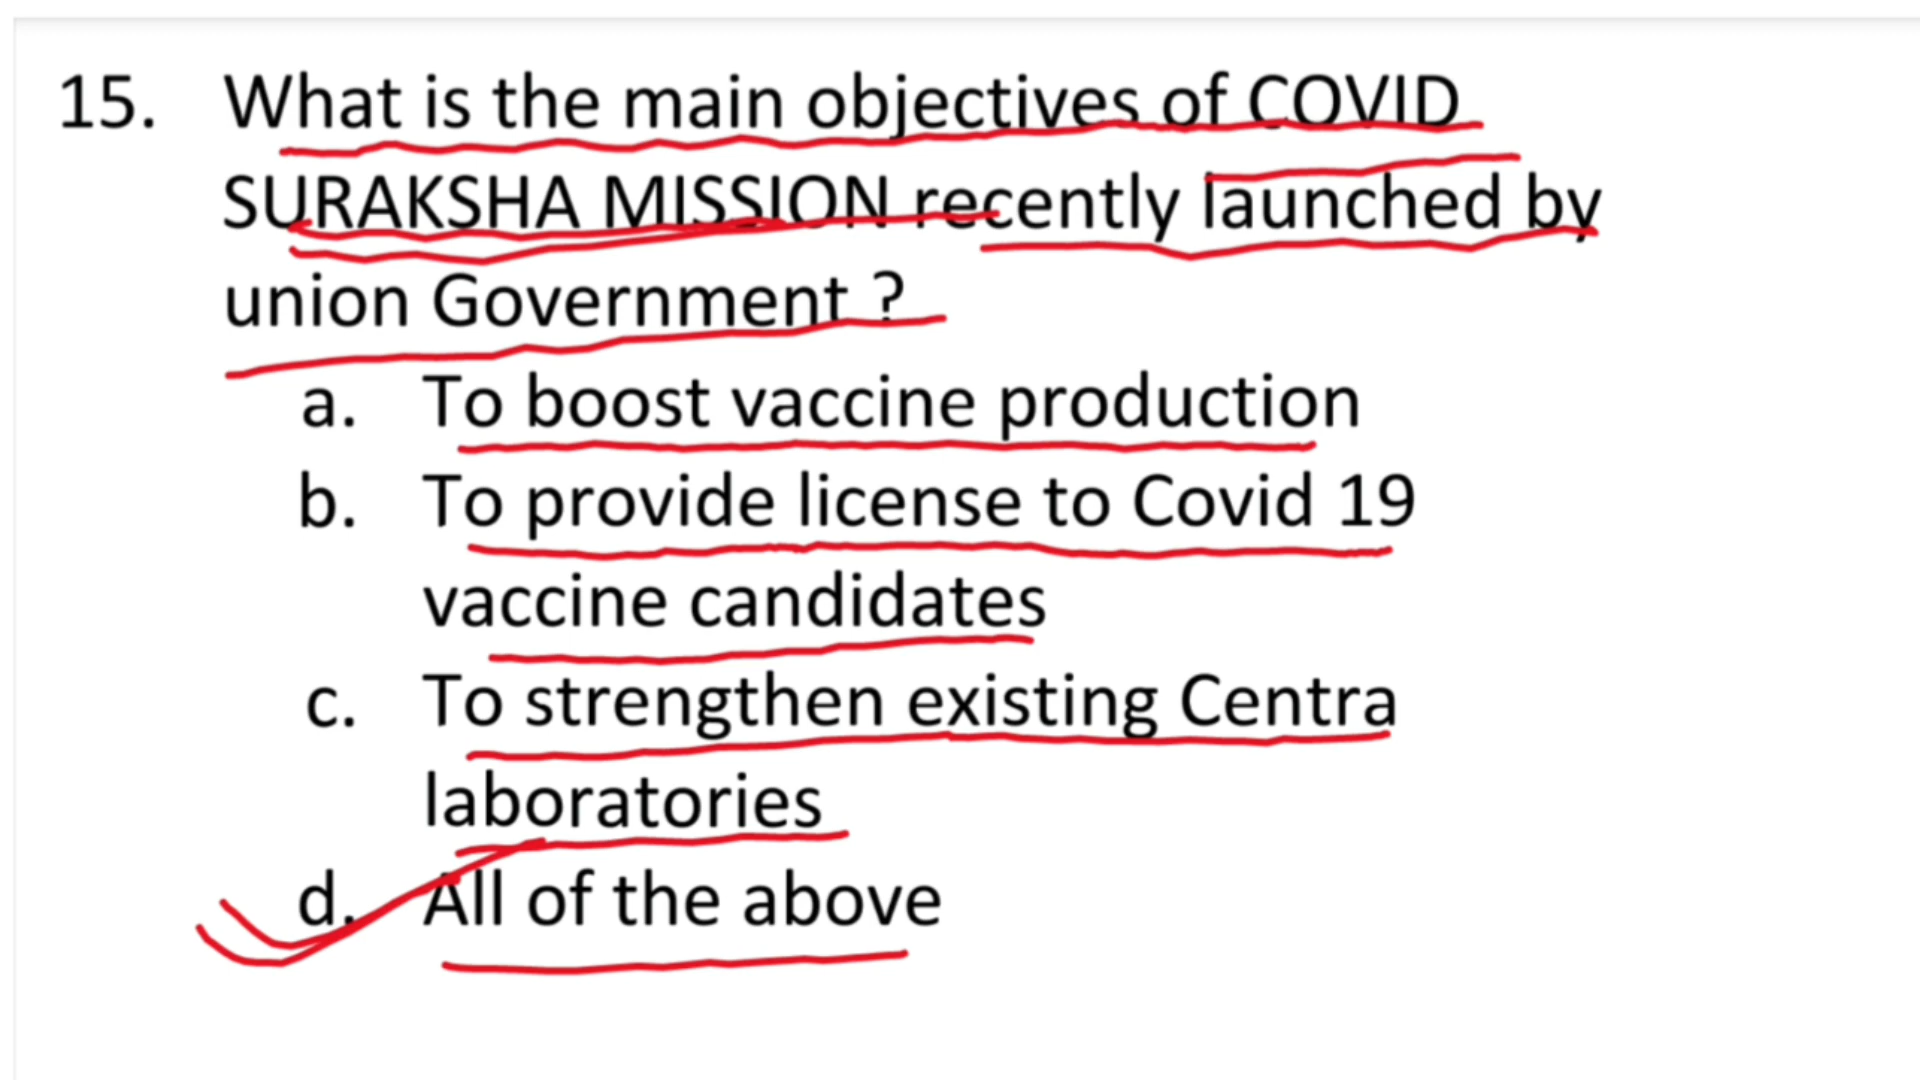 15. What is the main objectives of COVID
SURAKSHA MISSION recently launched by
union Government ?
a. To boost vaccine production
b. To provide license to Covid 19
vaccine candidates
c. To strengthen existing Centra
laboratories
d. All of the above